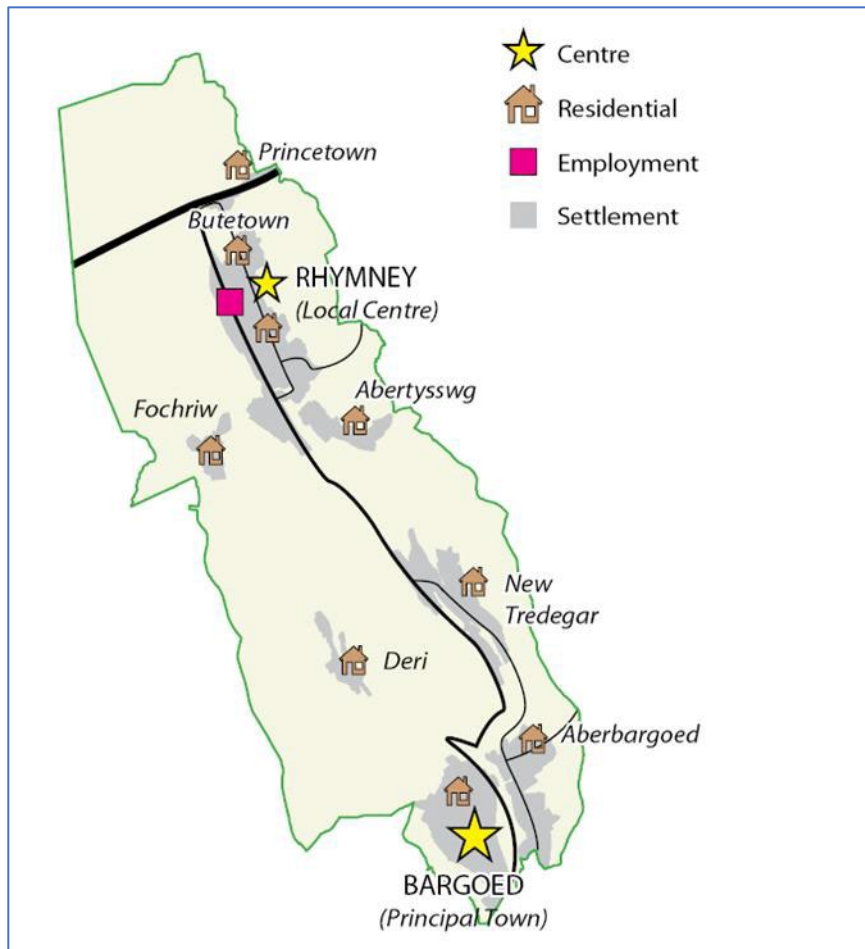 Centre
Residential
Employment
Settlement
Princetown
Butetown
RHYMNEY
(Local Centre)
Abertysswg
Fochriw
New
Tredegar
Deri
Aberbargoed
BARGOED
(Principal Town)